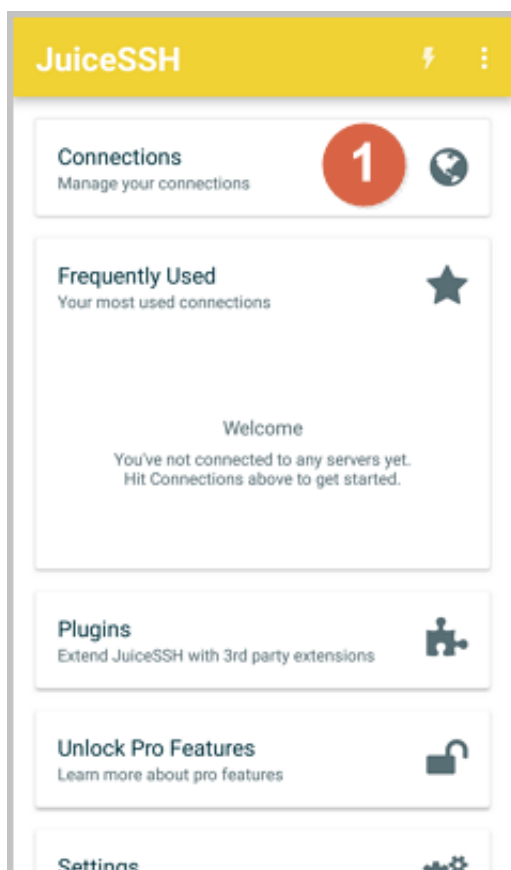 JuiceSSH
Connections
Manage your connections
1
Frequently Used
Your most used connections
Welcome
You've not connected to any servers yet.
Hit Connections above to get started.
Plugins
Extend JuiceSSH with 3rd party extensions
Unlock Pro Features
Learn more about pro features
Settings